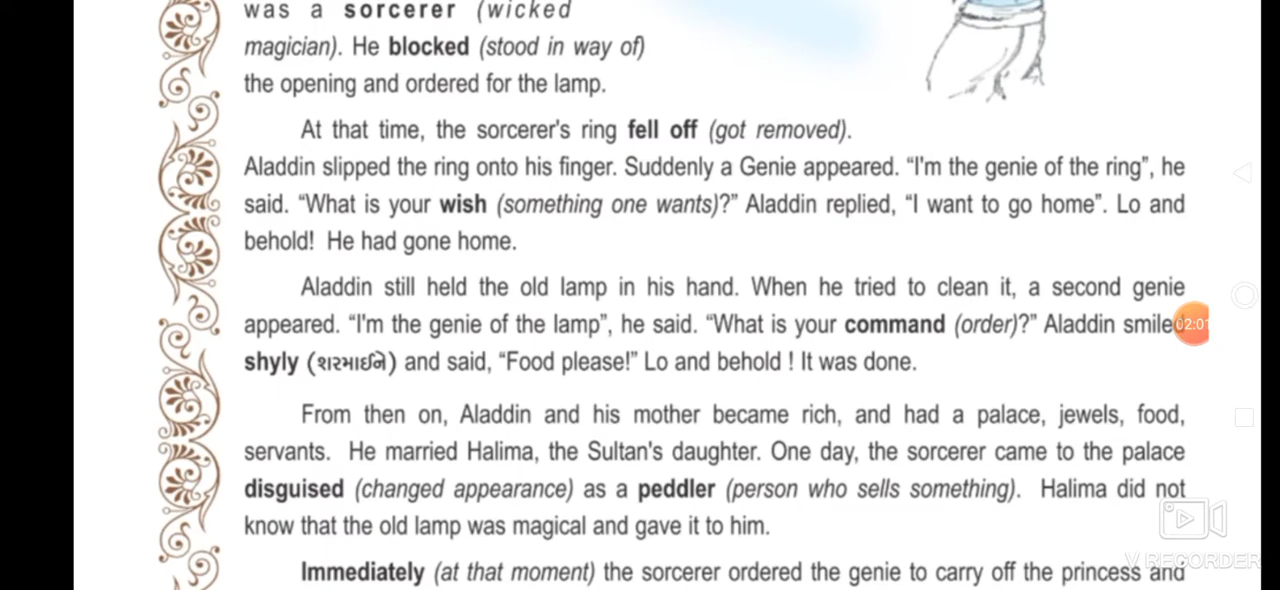 was a sorcerer (wicked
magician). He blocked (stood in way of)
the opening and ordered for the lamp.
At that time, the sorcerer's ring fell off (got removed).
Aladdin slipped the ring onto his finger. Suddenly a Genie appeared. “I'm the genie of the ring”, he
said. “What is your wish (something one wants)?” Aladdin replied, “I want to go home”. Lo and
behold! He had gone home.
Aladdin still held the old lamp in his hand. When he tried to clean it, a second genie
appeared. “I'm the genie of the lamp”, he said. “What is your command (order)?” Aladdin smiled
02:01
shyly (શરમાઈને) and said, “Food please!” Lo and behold ! It was done.
From then on, Aladdin and his mother became rich, and had a palace, jewels, food,
servants. He married Halima, the Sultan's daughter. One day, the sorcerer came to the palace
disguised (changed appearance) as a peddler (person who sells something). Halima did not
know that the old lamp was magical and gave it to him.
V RECORDER
Immediately (at that moment) the sorcerer ordered the genie to carry off the princess and